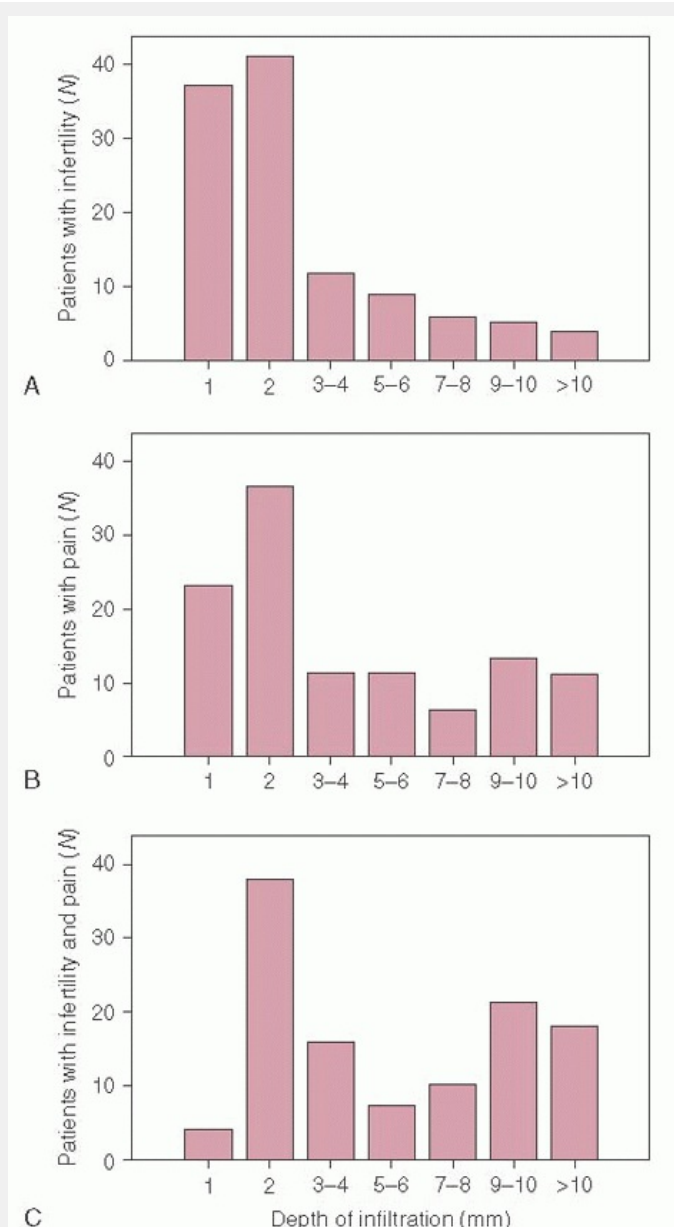 Patients with infertility (N)
40
30
20
10
0
1 2 3–4 5–6 7–8 9–10 >10
A
Patients with pain (N)
40
30
20
10
0
1 2 3–4 5–6 7–8 9–10 >10
B
Patients with infertility and pain (N)
40
30
20
10
0
1 2 3–4 5–6 7–8 9–10 >10
C Depth of infiltration (mm)